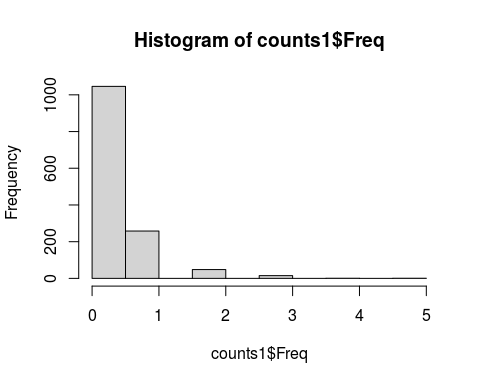 Histogram of counts1$Freq
Frequency
1000
600
200
0
0 1 2 3 4 5
counts1$Freq